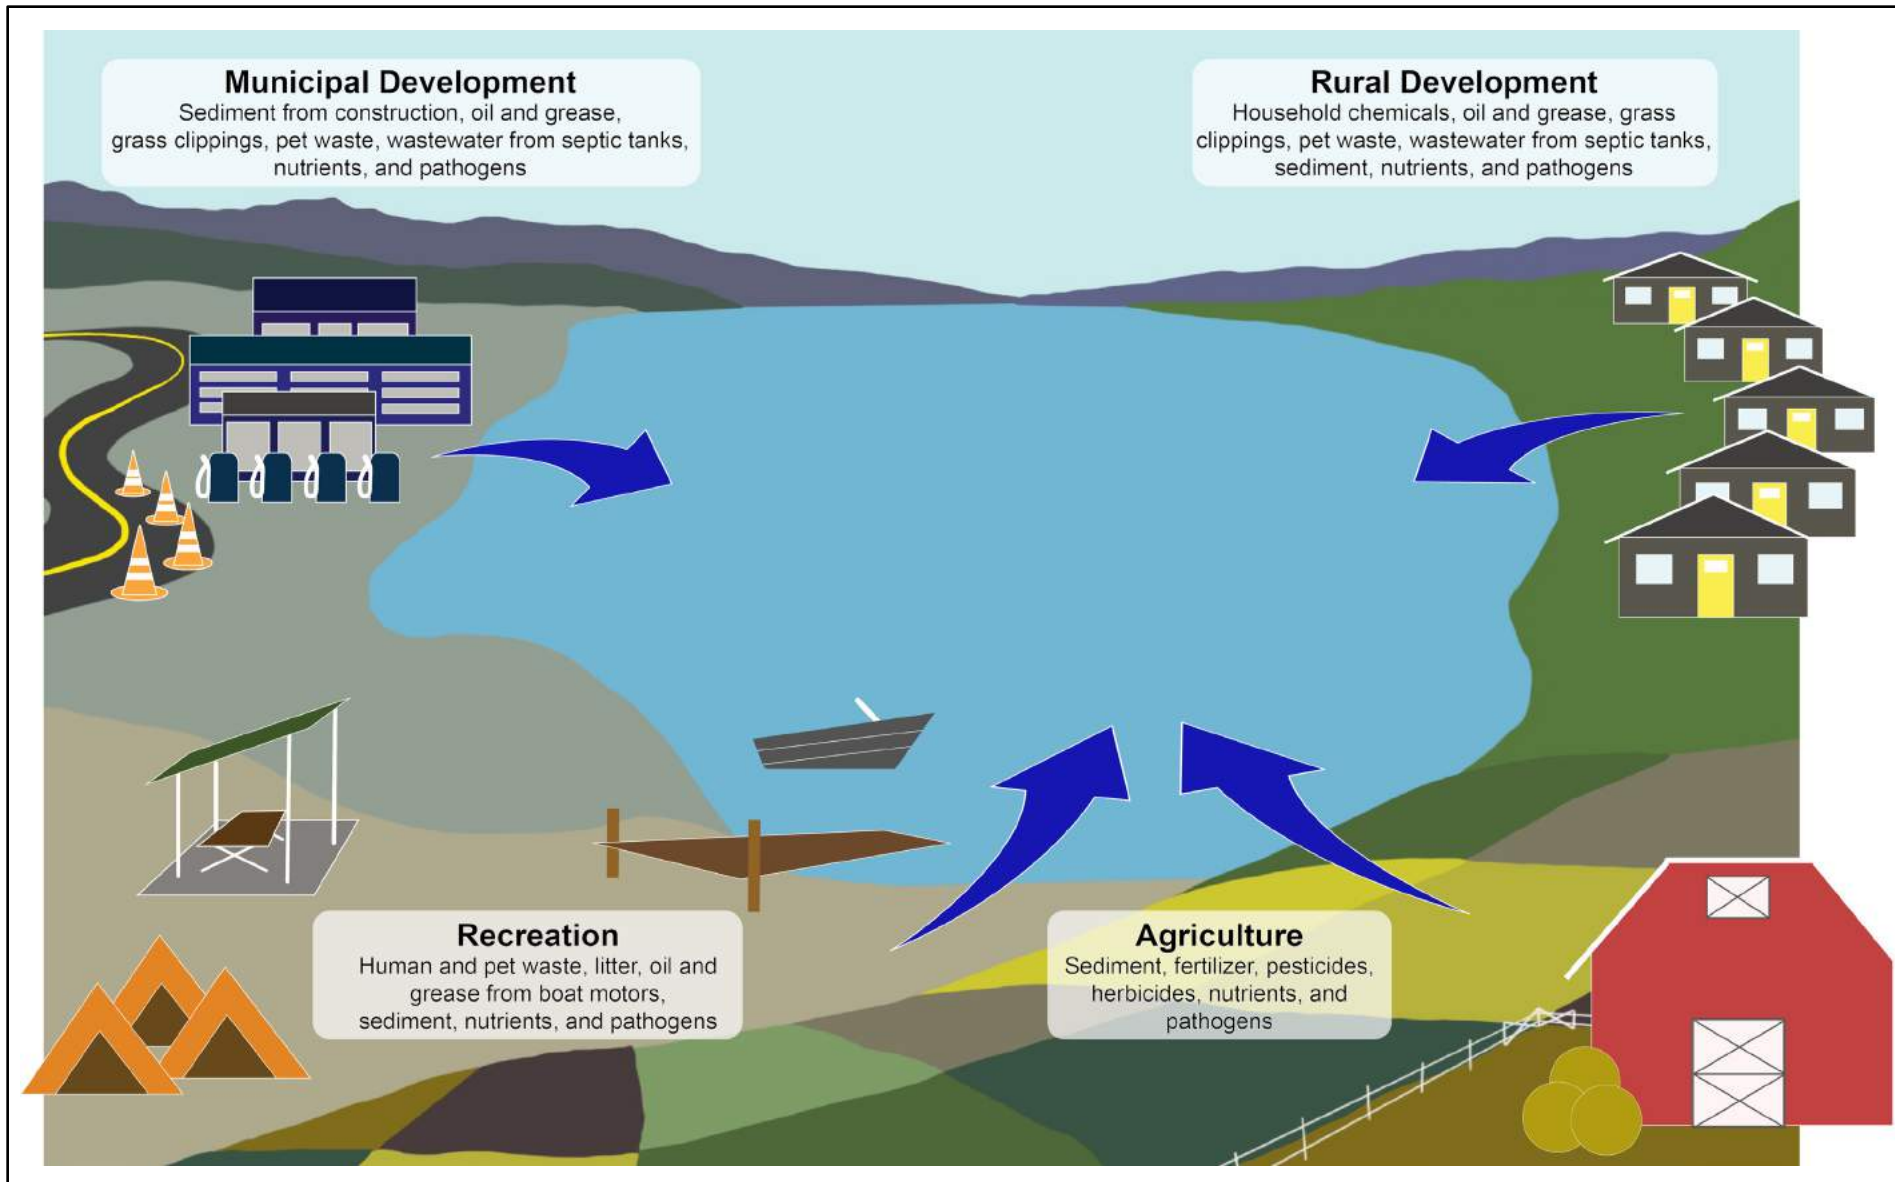 Municipal Development
Sediment from construction, oil and grease,
grass clippings, pet waste, wastewater from septic tanks,
nutrients, and pathogens
Rural Development
Household chemicals, oil and grease, grass
clippings, pet waste, wastewater from septic tanks,
sediment, nutrients, and pathogens
Recreation
Human and pet waste, litter, oil and
grease from boat motors,
sediment, nutrients, and pathogens
Agriculture
Sediment, fertilizer, pesticides,
herbicides, nutrients, and
pathogens